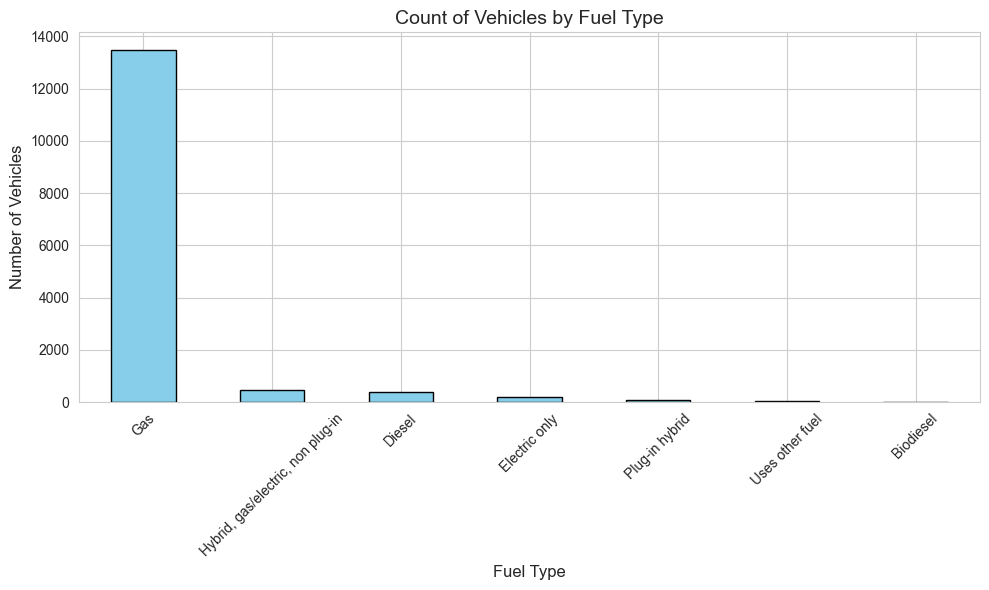 Count of Vehicles by Fuel Type
14000
12000
10000
8000
6000
4000
2000
0
Number of Vehicles
Gas
Hybrid, gas/electric, non plug-in
Diesel
Electric only
Plug-in hybrid
Uses other fuel
Biodiesel
Fuel Type